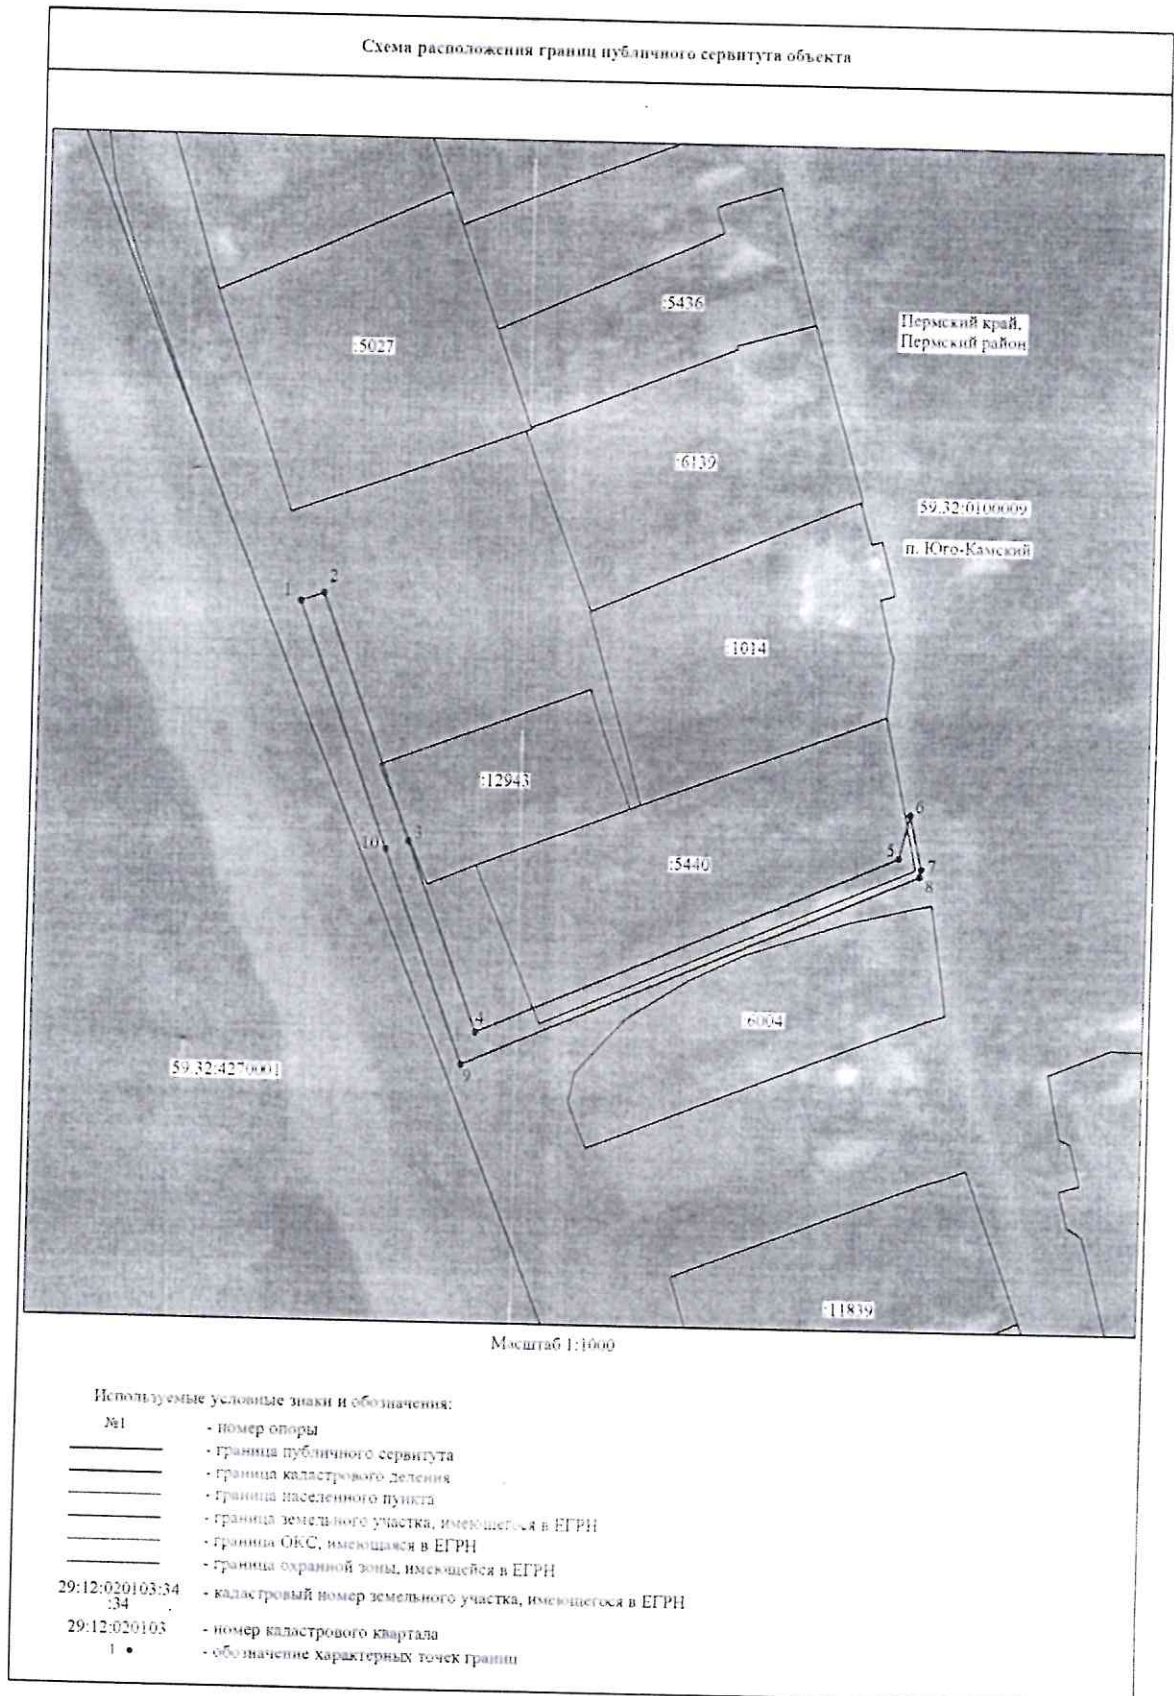 Схема расположения границ публичного сервитута объекта
:5436
Пермский край,
Пермский район
:5027
:6139
59:32:0100009
п. Юго-Камский
1
2
:1014
:12943
3
10
6
5
7
8
:5440
4
9
:6004
59:32:4270001
:11839
Масштаб 1:1000
Используемые условные знаки и обозначения:
№1 - номер опоры
- граница публичного сервитута
- граница кадастрового деления
- граница населенного пункта
- граница земельного участка, имеющегося в ЕГРН
- граница ОКС, имеющаяся в ЕГРН
- граница охранной зоны, имеющейся в ЕГРН
29:12:020103:34
:34
- кадастровый номер земельного участка, имеющегося в ЕГРН
29:12:020103 - номер кадастрового квартала
1 • - обозначение характерных точек границ